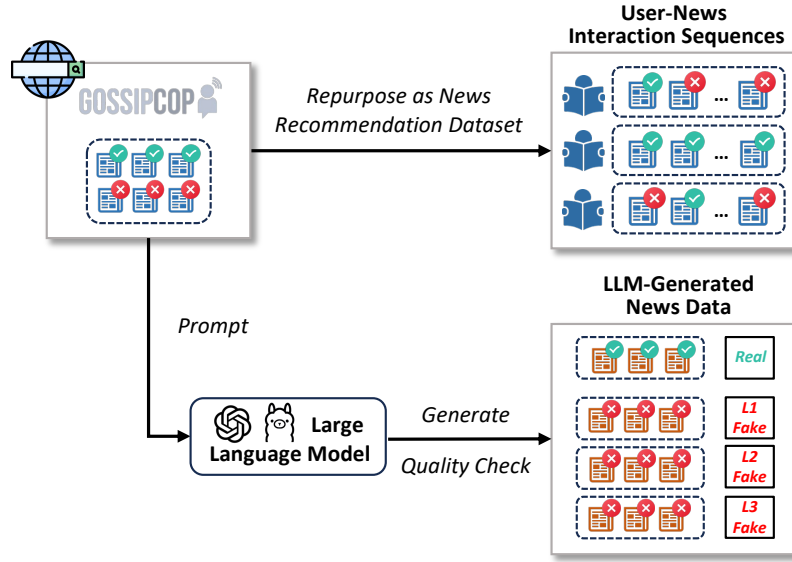 User-News
Interaction Sequences
GOSSIPCOP
Repurpose as News
Recommendation Dataset
...
...
...
LLM-Generated
News Data
Prompt
Real
Large
Language Model
Generate
Quality Check
L1
Fake
L2
Fake
L3
Fake